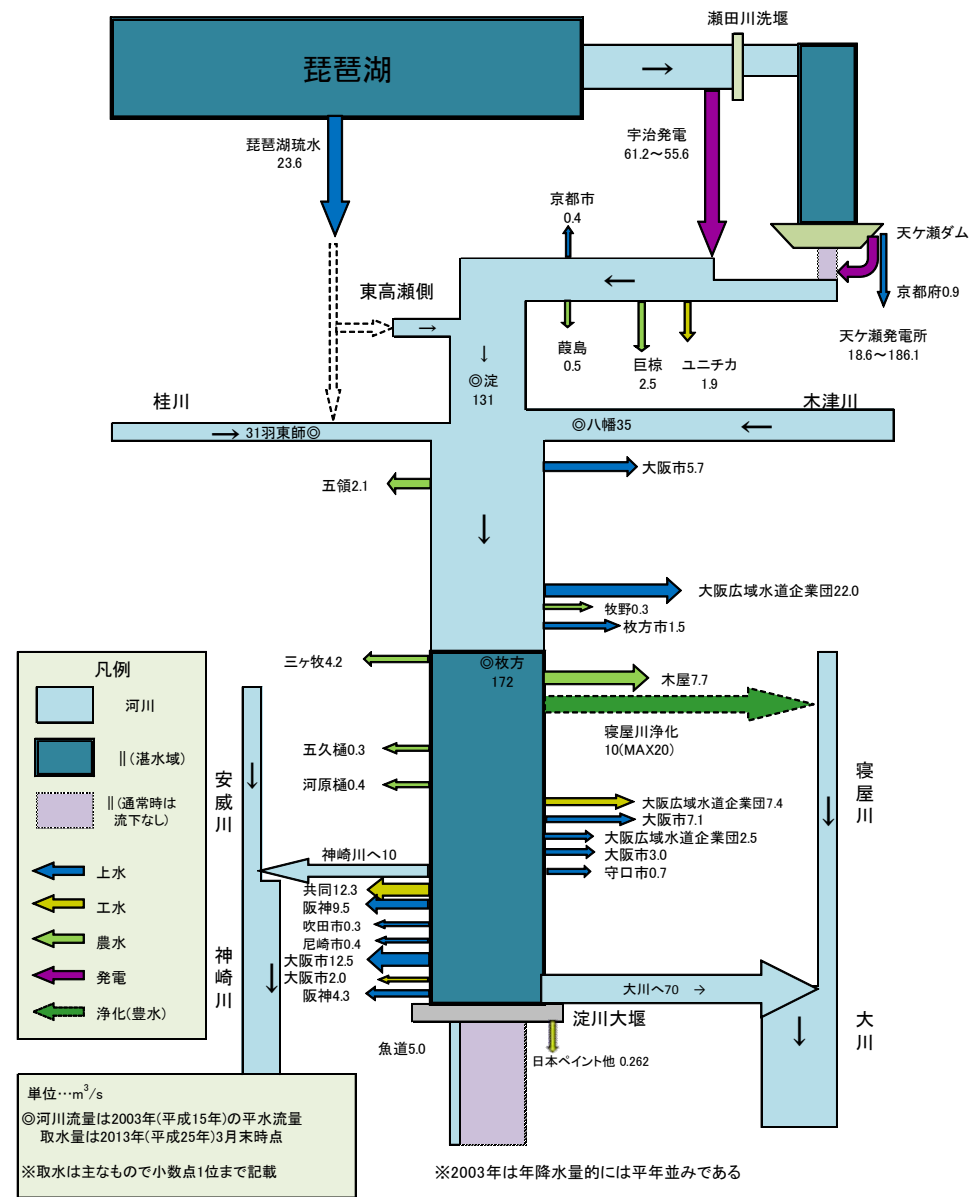 瀬田川洗堰
琵琶湖
→
琵琶湖琉水
23.6
宇治発電
61.2～55.6
京都市
0.4
天ケ瀬ダム
←
京都府0.9
東高瀬側
→
天ケ瀬発電所
18.6～186.1
葭島
0.5
巨椋
2.5
ユニチカ
1.9
↓
◎淀
131
桂川
木津川
→ 31羽東師◎
◎八幡35
←
大阪市5.7
五領2.1
↓
大阪広域水道企業団22.0
牧野0.3
枚方市1.5
三ヶ牧4.2
◎枚方
172
木屋7.7
寝屋川浄化
10(MAX20)
五久樋0.3
河原樋0.4
安威川
↓
寝屋川
↓
大阪広域水道企業団7.4
大阪市7.1
大阪広域水道企業団2.5
大阪市3.0
守口市0.7
神崎川へ10
共同12.3
阪神9.5
吹田市0.3
尼崎市0.4
大阪市12.5
大阪市2.0
阪神4.3
神崎川
↓
大川へ70 →
大川
↓
淀川大堰
魚道5.0
日本ペイント他 0.262
凡例
河川
〃(湛水域)
〃(通常時は
流下なし)
上水
工水
農水
発電
浄化(豊水)
単位…m³/s
◎河川流量は2003年(平成15年)の平水流量
取水量は2013年(平成25年)3月末時点
※取水は主なもので小数点1位まで記載
※2003年は年降水量的には平年並みである